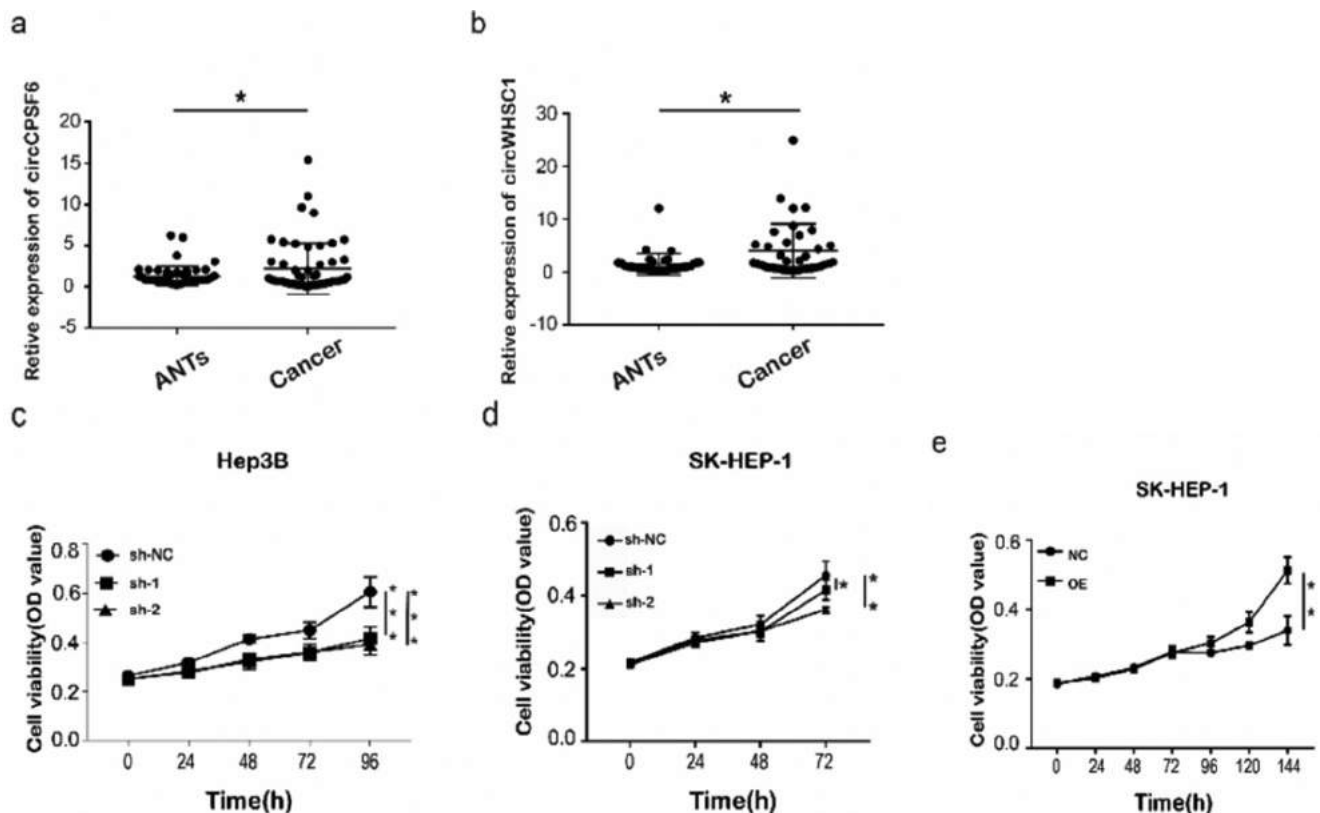 a
b
*
*
Retive expression of circCPSF6
20
15
10
5
0
-5
ANTs
Cancer
Retive expression of circWHSC1
30
20
10
0
-10
ANTs
Cancer
c
d
e
Hep3B
SK-HEP-1
SK-HEP-1
Cell viability(OD value)
0.8
0.6
0.4
0.2
0.0
sh-NC
sh-1
sh-2
* * *
* * *
0
24
48
72
96
Time(h)
Cell viability(OD value)
0.6
0.4
0.2
0.0
sh-NC
sh-1
sh-2
*
* *
0
24
48
72
Time(h)
Cell viability(OD value)
0.6
0.4
0.2
0.0
NC
OE
* *
0
24
48
72
96
120
144
Time(h)